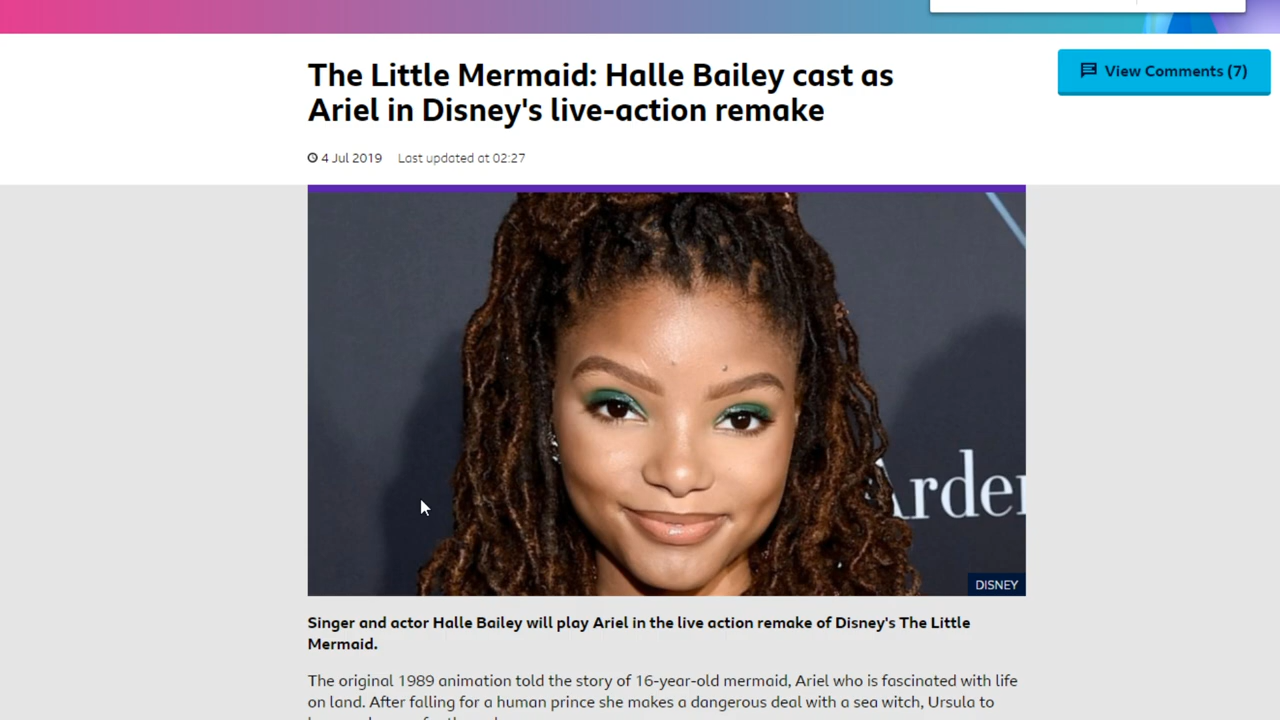 The Little Mermaid: Halle Bailey cast as
Ariel in Disney's live-action remake
View Comments (7)
4 Jul 2019 Last updated at 02:27
Arde
DISNEY
Singer and actor Halle Bailey will play Ariel in the live action remake of Disney's The Little
Mermaid.
The original 1989 animation told the story of 16-year-old mermaid, Ariel who is fascinated with life
on land. After falling for a human prince she makes a dangerous deal with a sea witch, Ursula to